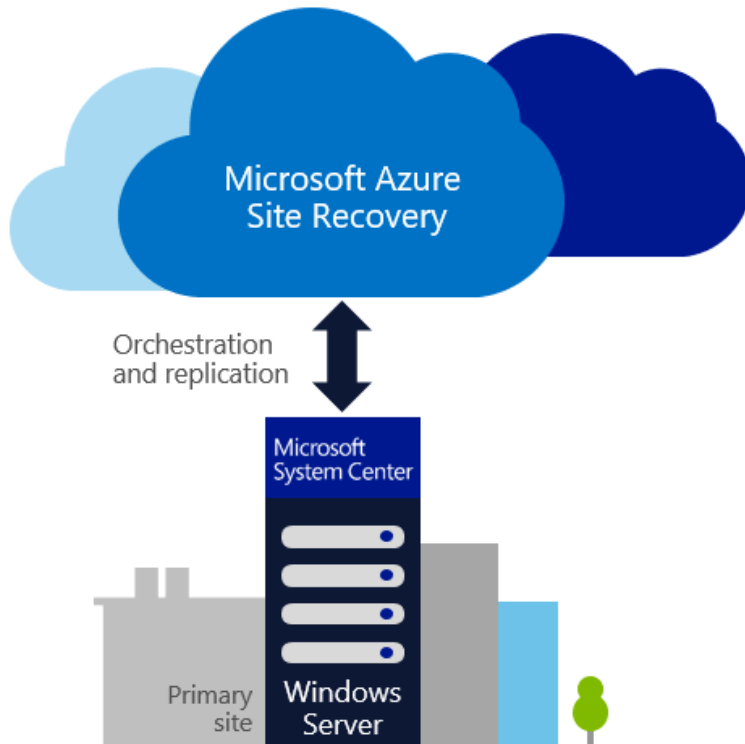 Microsoft Azure
Site Recovery
Orchestration
and replication
Microsoft
System Center
Primary
site
Windows
Server